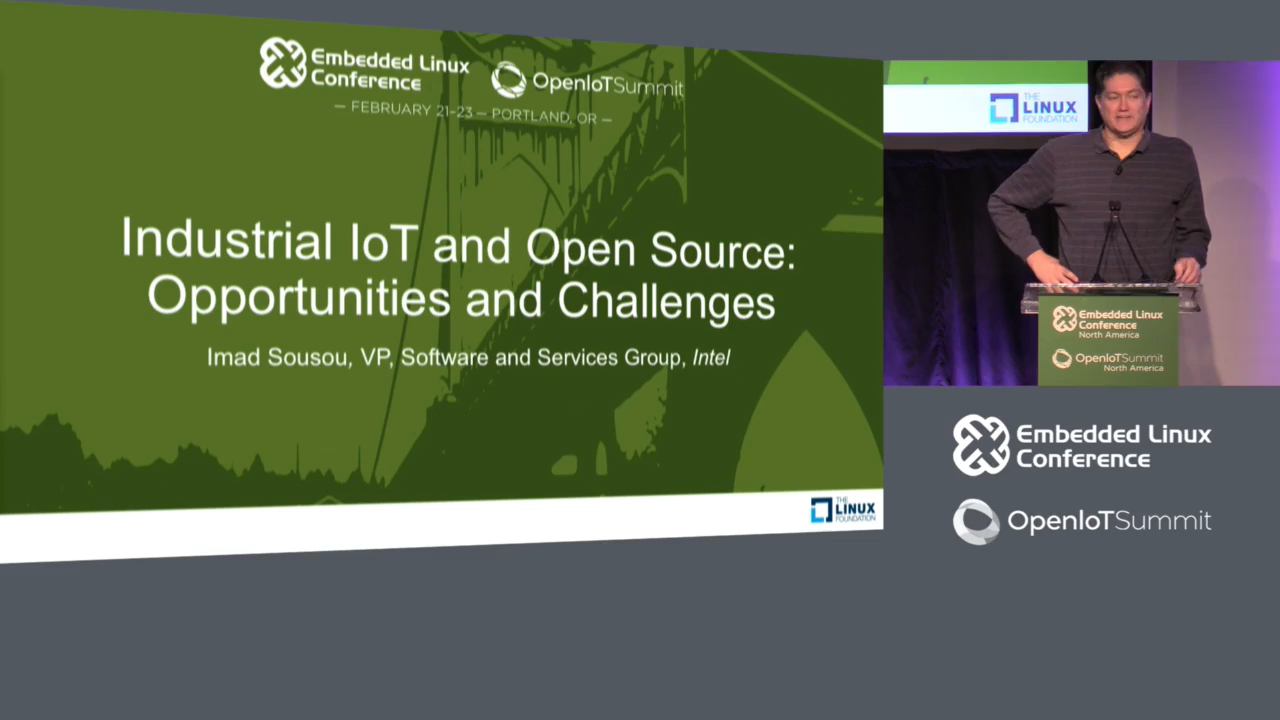 Embedded Linux
Conference
OpenIoTSummit
— FEBRUARY 21-23 — PORTLAND, OR —
Industrial IoT and Open Source:
Opportunities and Challenges
Imad Sousou, VP, Software and Services Group, Intel
THE
LINUX
FOUNDATION
THE
LINUX
FOUNDATION
Embedded Linux
Conference
North America
OpenIoTSummit
North America
Embedded Linux
Conference
OpenIoTSummit